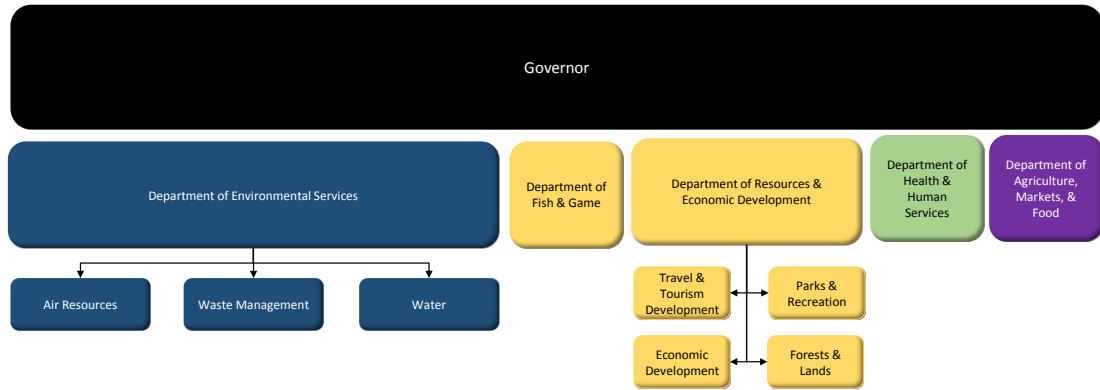 Governor
Department of Environmental Services
Department of
Fish & Game
Department of Resources &
Economic Development
Department of
Health &
Human
Services
Department of
Agriculture,
Markets, &
Food
Air Resources
Waste Management
Water
Travel &
Tourism
Development
Parks &
Recreation
Economic
Development
Forests &
Lands